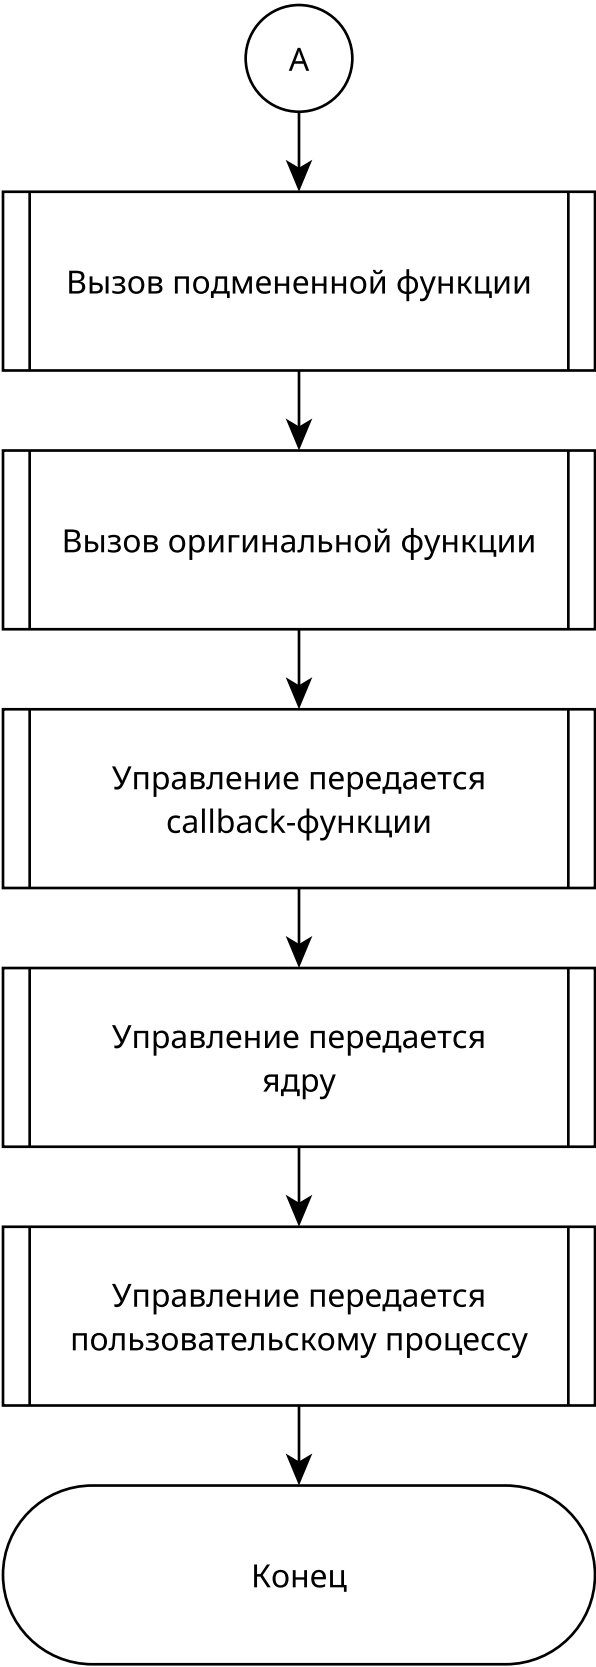 А
Вызов подмененной функции
Вызов оригинальной функции
Управление передается
callback-функции
Управление передается
ядру
Управление передается
пользовательскому процессу
Конец